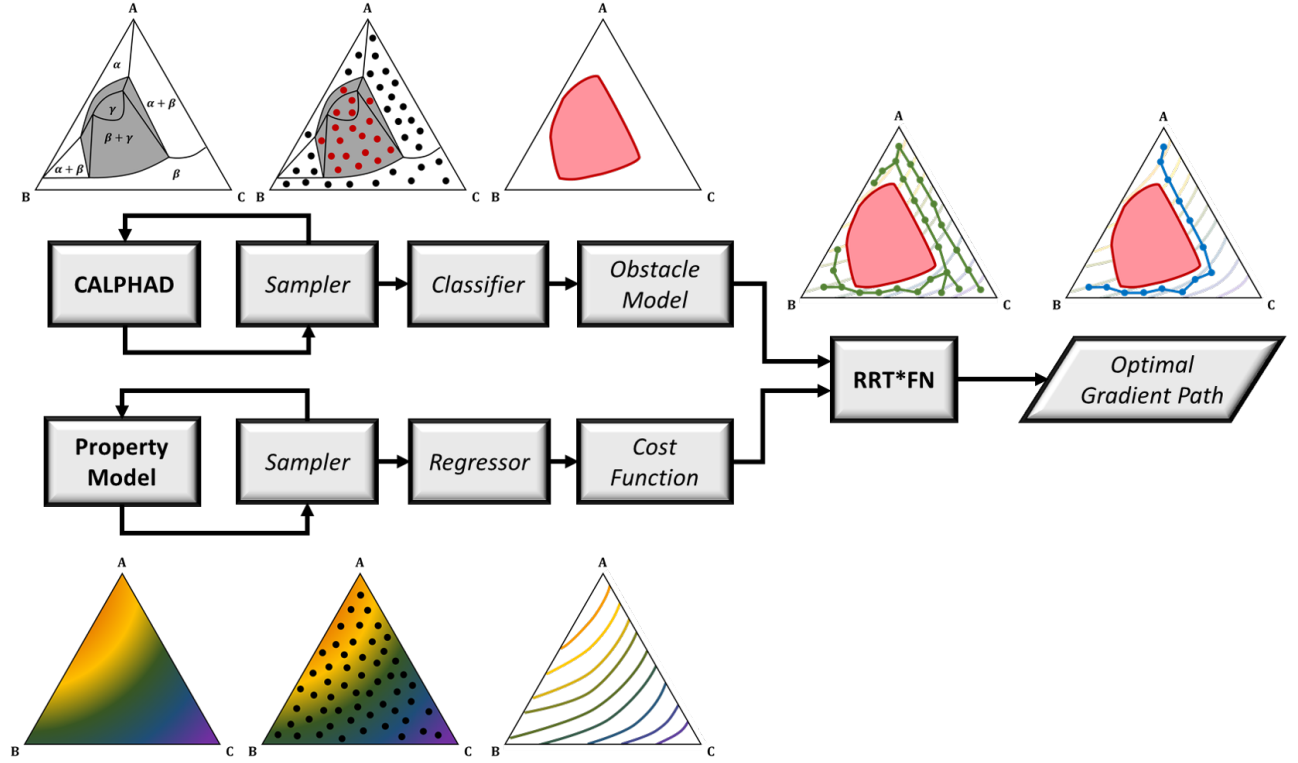 A
A
A
α
γ
α + β
β + γ
α + β
β
B
C
B
C
B
C
A
A
B
C
B
C
CALPHAD
Sampler
Classifier
Obstacle
Model
RRT*FN
Optimal
Gradient Path
Property
Model
Sampler
Regressor
Cost
Function
A
A
A
B
C
B
C
B
C